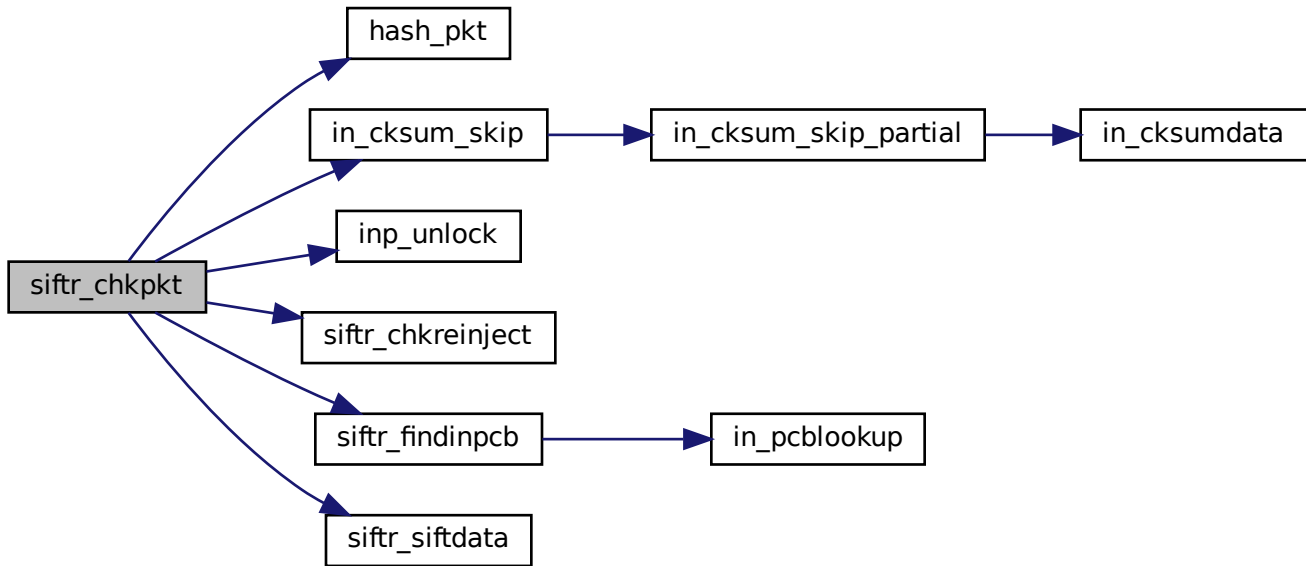 hash_pkt
in_cksum_skip
in_cksum_skip_partial
in_cksumdata
inp_unlock
siftr_chkpkt
siftr_chkreinject
siftr_findinpcb
in_pcblookup
siftr_siftdata